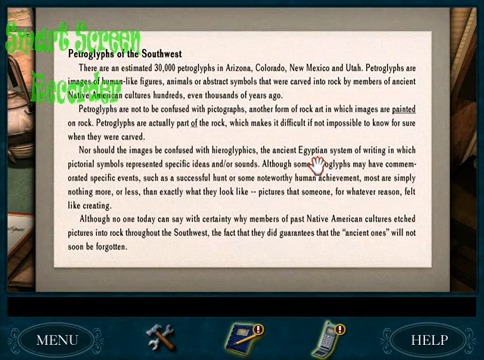 Smart Screen
Recorder
Petroglyphs of the Southwest
There are an estimated 30,000 petroglyphs in Arizona, Colorado, New Mexico and Utah. Petroglyphs are
images of human-like figures, animals or abstract symbols that were carved into rock by members of ancient
Native American cultures hundreds, even thousands of years ago.
Petroglyphs are not to be confused with pictographs, another form of rock art in which images are painted
on rock. Petroglyphs are actually part of the rock, which makes it difficult if not impossible to know for sure
when they were carved.
Nor should the images be confused with hieroglyphics, the ancient Egyptian system of writing in which
pictorial symbols represented specific ideas and/or sounds. Although some oglyphs may have commem-
orated specific events, such as a successful hunt or some noteworthy human achievement, most are simply
nothing more, or less, than exactly what they look like -- pictures that someone, for whatever reason, felt
like creating.
Although no one today can say with certainty why members of past Native American cultures etched
pictures into rock throughout the Southwest, the fact that they did guarantees that the "ancient ones" will not
soon be forgotten.
MENU
HELP